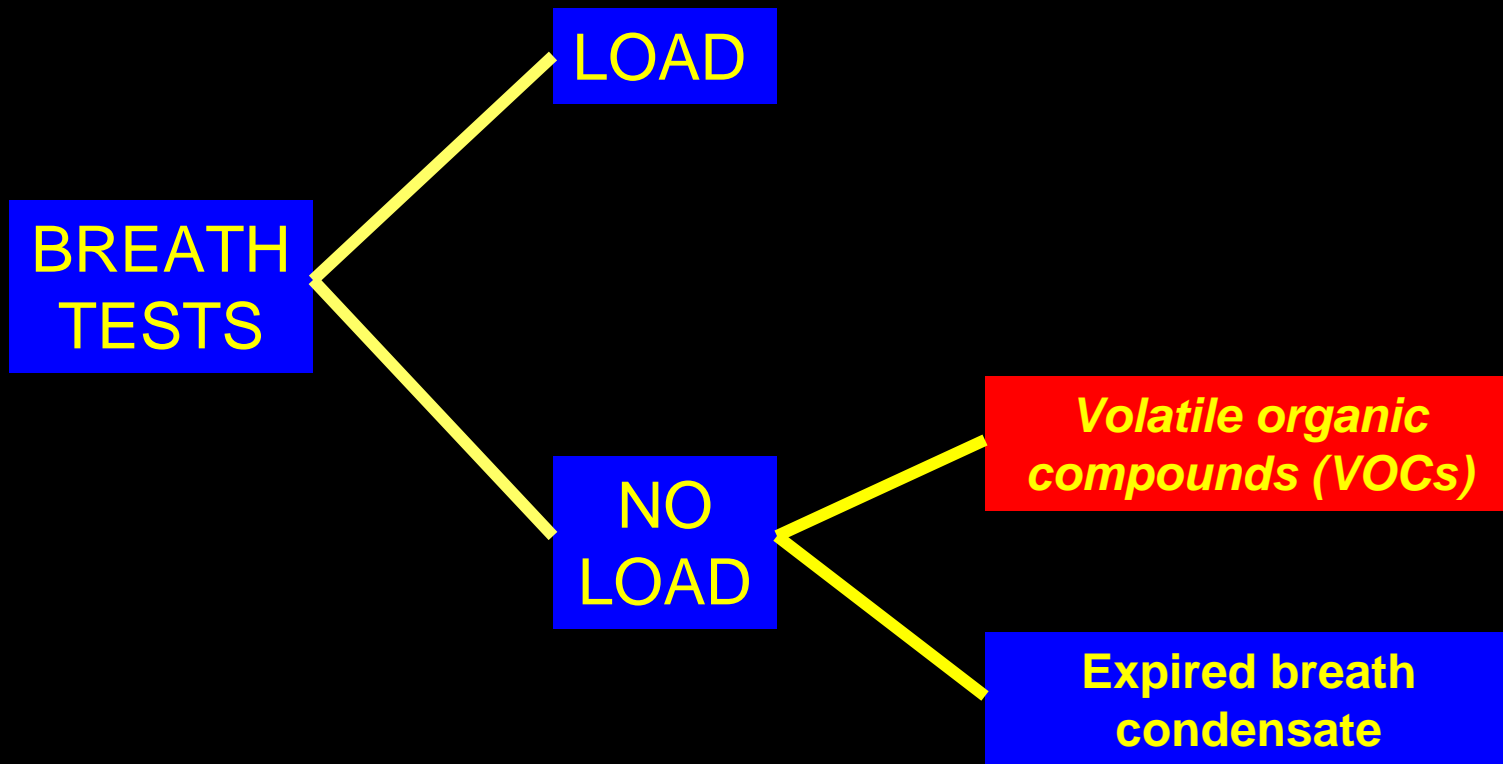 LOAD
BREATH
TESTS
Volatile organic
compounds (VOCs)
NO
LOAD
Expired breath
condensate